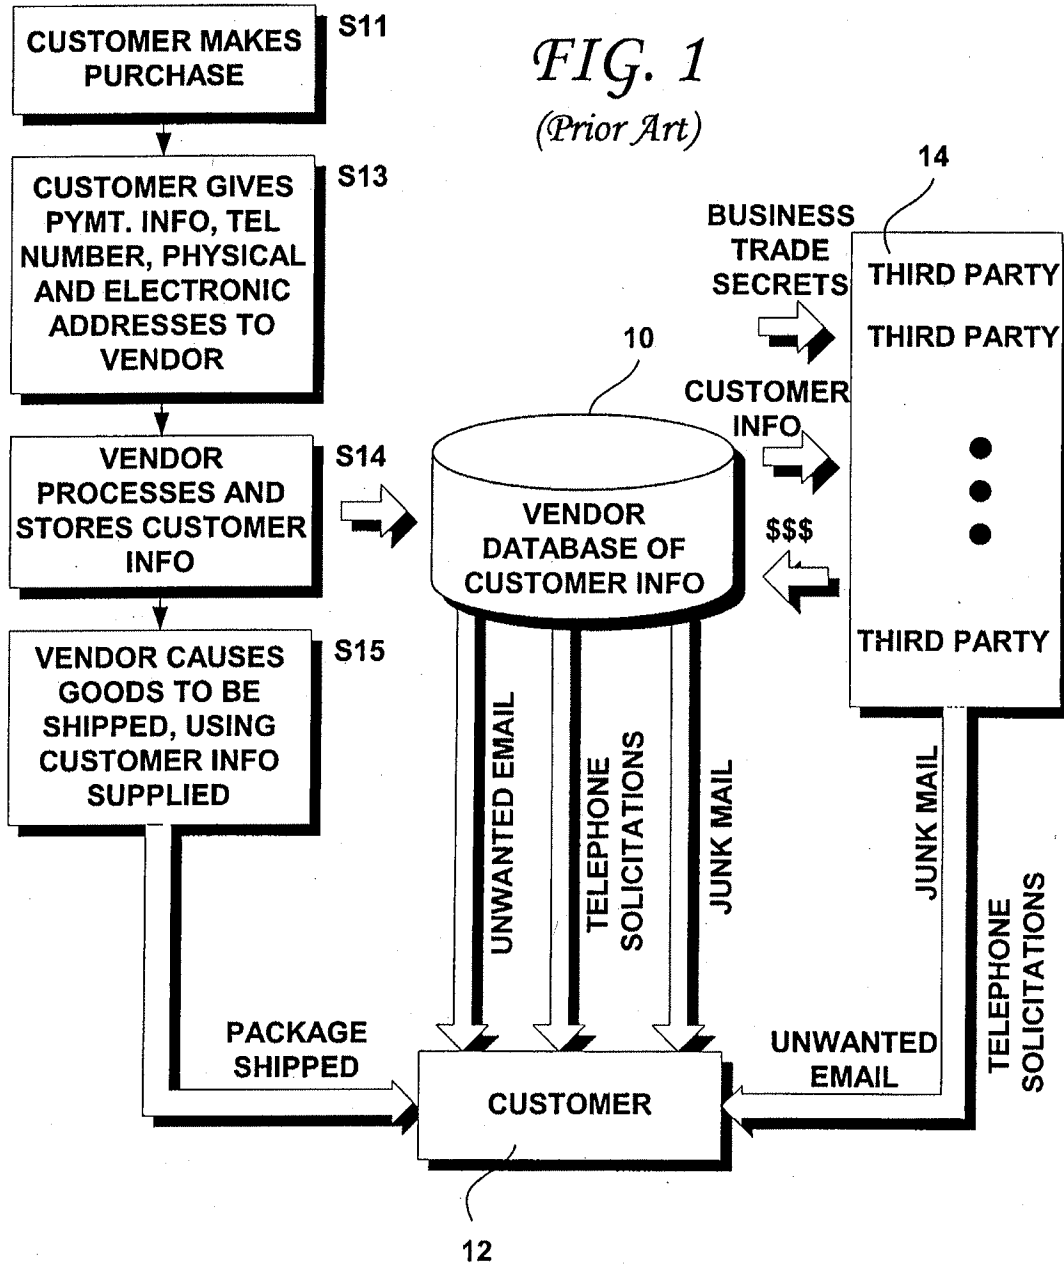 FIG. 1
(Prior Art)
CUSTOMER MAKES
PURCHASE
S11
CUSTOMER GIVES
PYMT. INFO, TEL
NUMBER, PHYSICAL
AND ELECTRONIC
ADDRESSES TO
VENDOR
S13
VENDOR
PROCESSES AND
STORES CUSTOMER
INFO
S14
VENDOR CAUSES
GOODS TO BE
SHIPPED, USING
CUSTOMER INFO
SUPPLIED
S15
10
VENDOR
DATABASE OF
CUSTOMER INFO
BUSINESS
TRADE
SECRETS
CUSTOMER
INFO
$$$
14
THIRD PARTY
THIRD PARTY
THIRD PARTY
UNWANTED EMAIL
TELEPHONE
SOLICITATIONS
JUNK MAIL
JUNK MAIL
TELEPHONE
SOLICITATIONS
UNWANTED
EMAIL
PACKAGE
SHIPPED
CUSTOMER
12